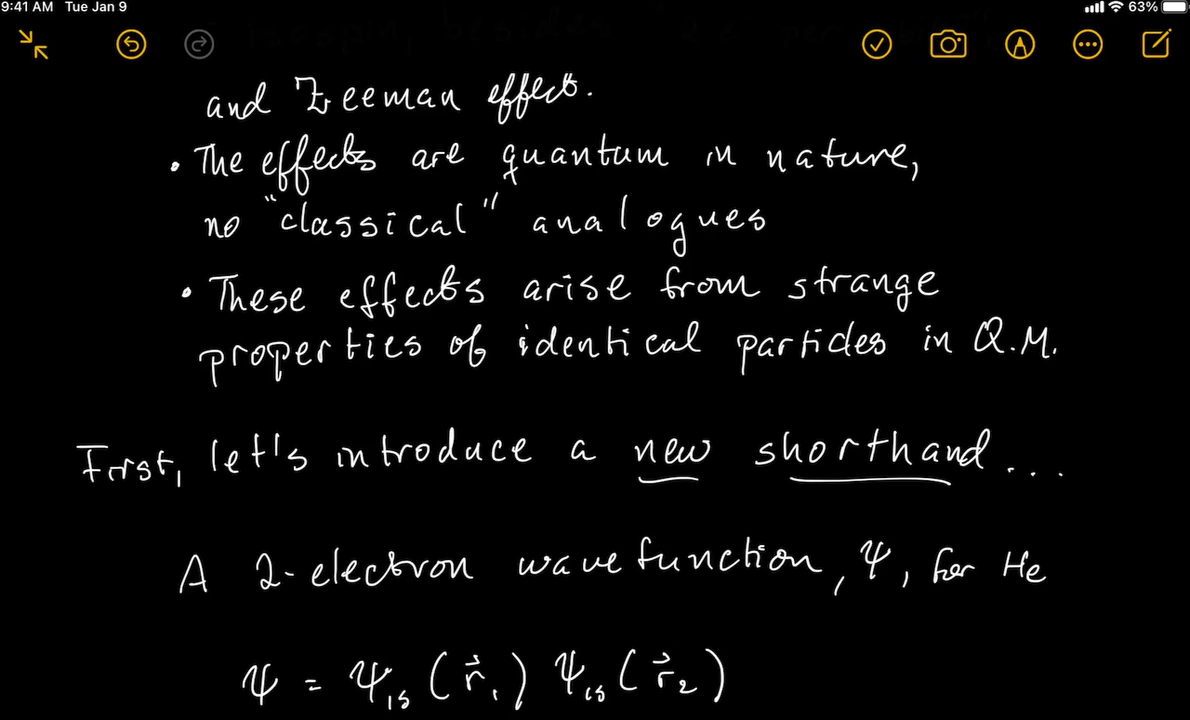 9:41 AM Tue Jan 9 63%
and Zeeman effect.
• The effects are quantum in nature,
no "classical" analogues
• These effects arise from strange
properties of identical particles in Q.M.
First, let's introduce a new shorthand...
A 2-electron wavefunction, Ψ, for He
Ψ = Ψ₁ₛ (r⃗₁) Ψ₁ₛ (r⃗₂)